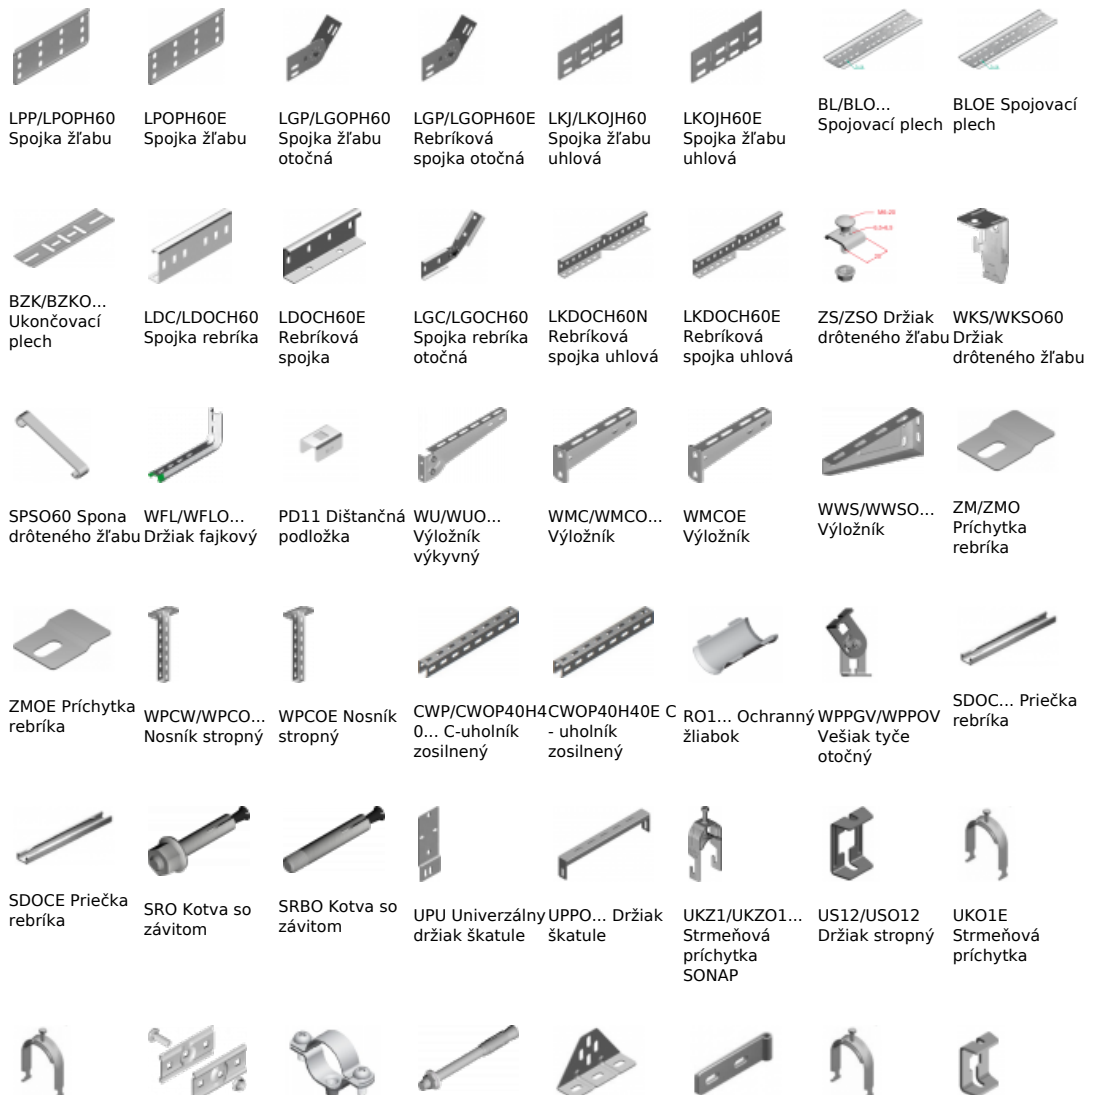 LPP/LPOPH60
Spojka žľabu
LPOPH60E
Spojka žľabu
LGP/LGOPH60
Spojka žľabu
otočná
LGP/LGOPH60E
Rebríková
spojka otočná
LKJ/LKOJH60
Spojka žľabu
uhlová
LKOJH60E
Spojka žľabu
uhlová
BL/BLO...
Spojovací plech
BLOE Spojovací
plech
BZK/BZKO...
Ukončovací
plech
LDC/LDOCH60
Spojka rebríka
LDOCH60E
Rebríková
spojka
LGC/LGOCH60
Spojka rebríka
otočná
LKDOCH60N
Rebríková
spojka uhlová
LKDOCH60E
Rebríková
spojka uhlová
ZS/ZSO Držiak
drôteného žľabu
WKS/WKSO60
Držiak
drôteného žľabu
SPSO60 Spona
drôteného žľabu
WFL/WFLO...
Držiak fajkový
PD11 Dištančná
podložka
WU/WUO...
Výložník
výkyvný
WMC/WMCO...
Výložník
WMCOE
Výložník
WWS/WWSO...
Výložník
ZM/ZMO
Príchytka
rebríka
ZMOE Príchytka
rebríka
WPCW/WPCO...
Nosník stropný
WPCOE Nosník
stropný
CWP/CWOP40H4
0... C-uholník
zosilnený
CWOP40H40E C
- uholník
zosilnený
RO1... Ochranný
žliabok
WPPGV/WPPOV
Vešiak tyče
otočný
SDOC... Priečka
rebríka
SDOCE Priečka
rebríka
SRO Kotva so
závitom
SRBO Kotva so
závitom
UPU Univerzálny
držiak škatule
UPPO... Držiak
škatule
UKZ1/UKZO1...
Strmeňová
príchytka
SONAP
US12/USO12
Držiak stropný
UKO1E
Strmeňová
príchytka